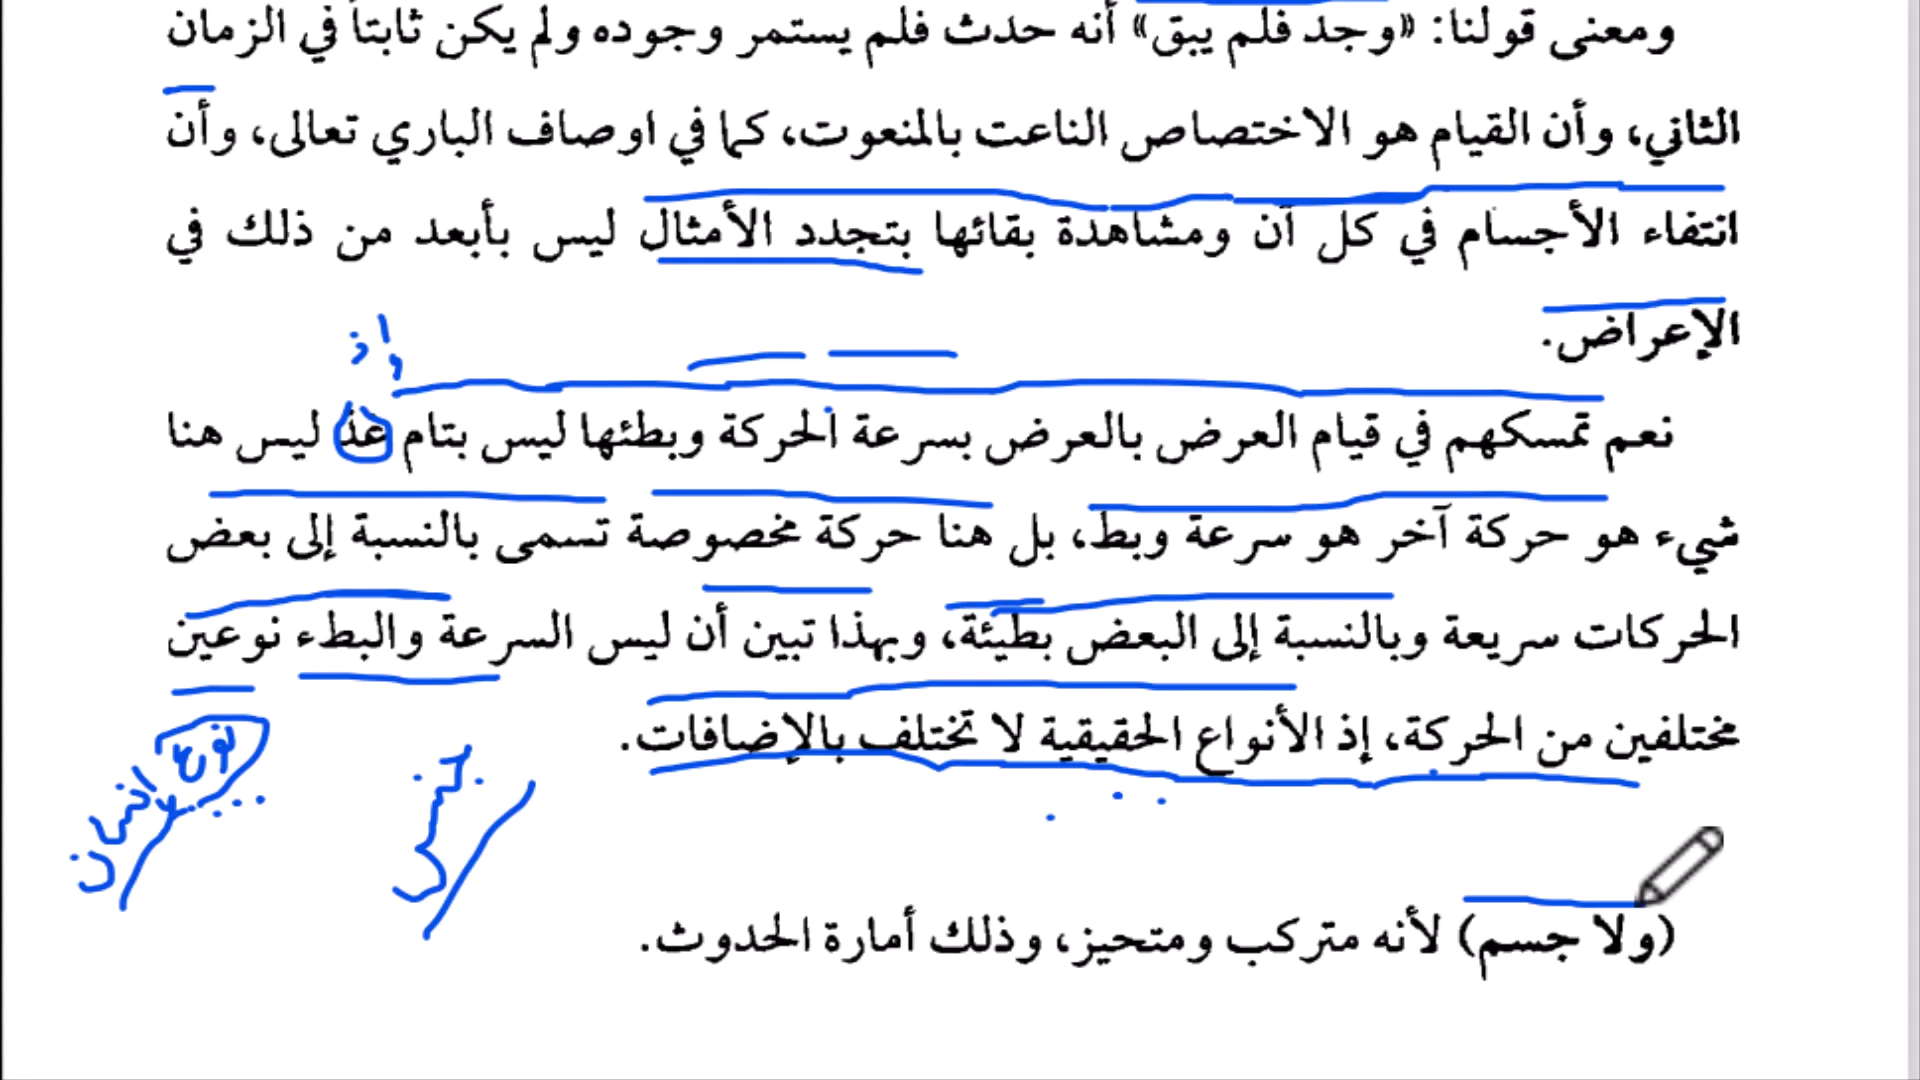 ومعنى قولنا: «وجد فلم يبق» أنه حدث فلم يستمر وجوده ولم يكن ثابتاً في الزمان
الثاني، وأن القيام هو الاختصاص الناعت بالمنعوت، كما في اوصاف الباري تعالى، وأن
انتفاء الأجسام في كل آن ومشاهدة بقائها بتجدد الأمثال ليس بأبعد من ذلك في
الإعراض.
إذ
نعم تمسكهم في قيام العرض بالعرض بسرعة الحركة وبطئها ليس بتام عذ ليس هنا
شيء هو حركة آخر هو سرعة وبط، بل هنا حركة مخصوصة تسمى بالنسبة إلى بعض
الحركات سريعة وبالنسبة إلى البعض بطيئة، وبهذا تبين أن ليس السرعة والبطء نوعين
مختلفين من الحركة، إذ الأنواع الحقيقية لا تختلف بالإضافات.
نوع
انسان
(ولا جسم) لأنه متركب ومتحيز، وذلك أمارة الحدوث.